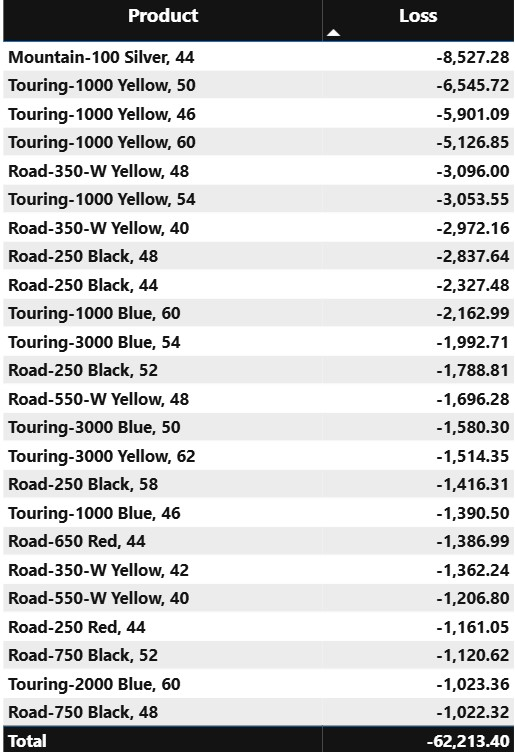 Product Loss
Mountain-100 Silver, 44 -8,527.28
Touring-1000 Yellow, 50 -6,545.72
Touring-1000 Yellow, 46 -5,901.09
Touring-1000 Yellow, 60 -5,126.85
Road-350-W Yellow, 48 -3,096.00
Touring-1000 Yellow, 54 -3,053.55
Road-350-W Yellow, 40 -2,972.16
Road-250 Black, 48 -2,837.64
Road-250 Black, 44 -2,327.48
Touring-1000 Blue, 60 -2,162.99
Touring-3000 Blue, 54 -1,992.71
Road-250 Black, 52 -1,788.81
Road-550-W Yellow, 48 -1,696.28
Touring-3000 Blue, 50 -1,580.30
Touring-3000 Yellow, 62 -1,514.35
Road-250 Black, 58 -1,416.31
Touring-1000 Blue, 46 -1,390.50
Road-650 Red, 44 -1,386.99
Road-350-W Yellow, 42 -1,362.24
Road-550-W Yellow, 40 -1,206.80
Road-250 Red, 44 -1,161.05
Road-750 Black, 52 -1,120.62
Touring-2000 Blue, 60 -1,023.36
Road-750 Black, 48 -1,022.32
Total -62,213.40